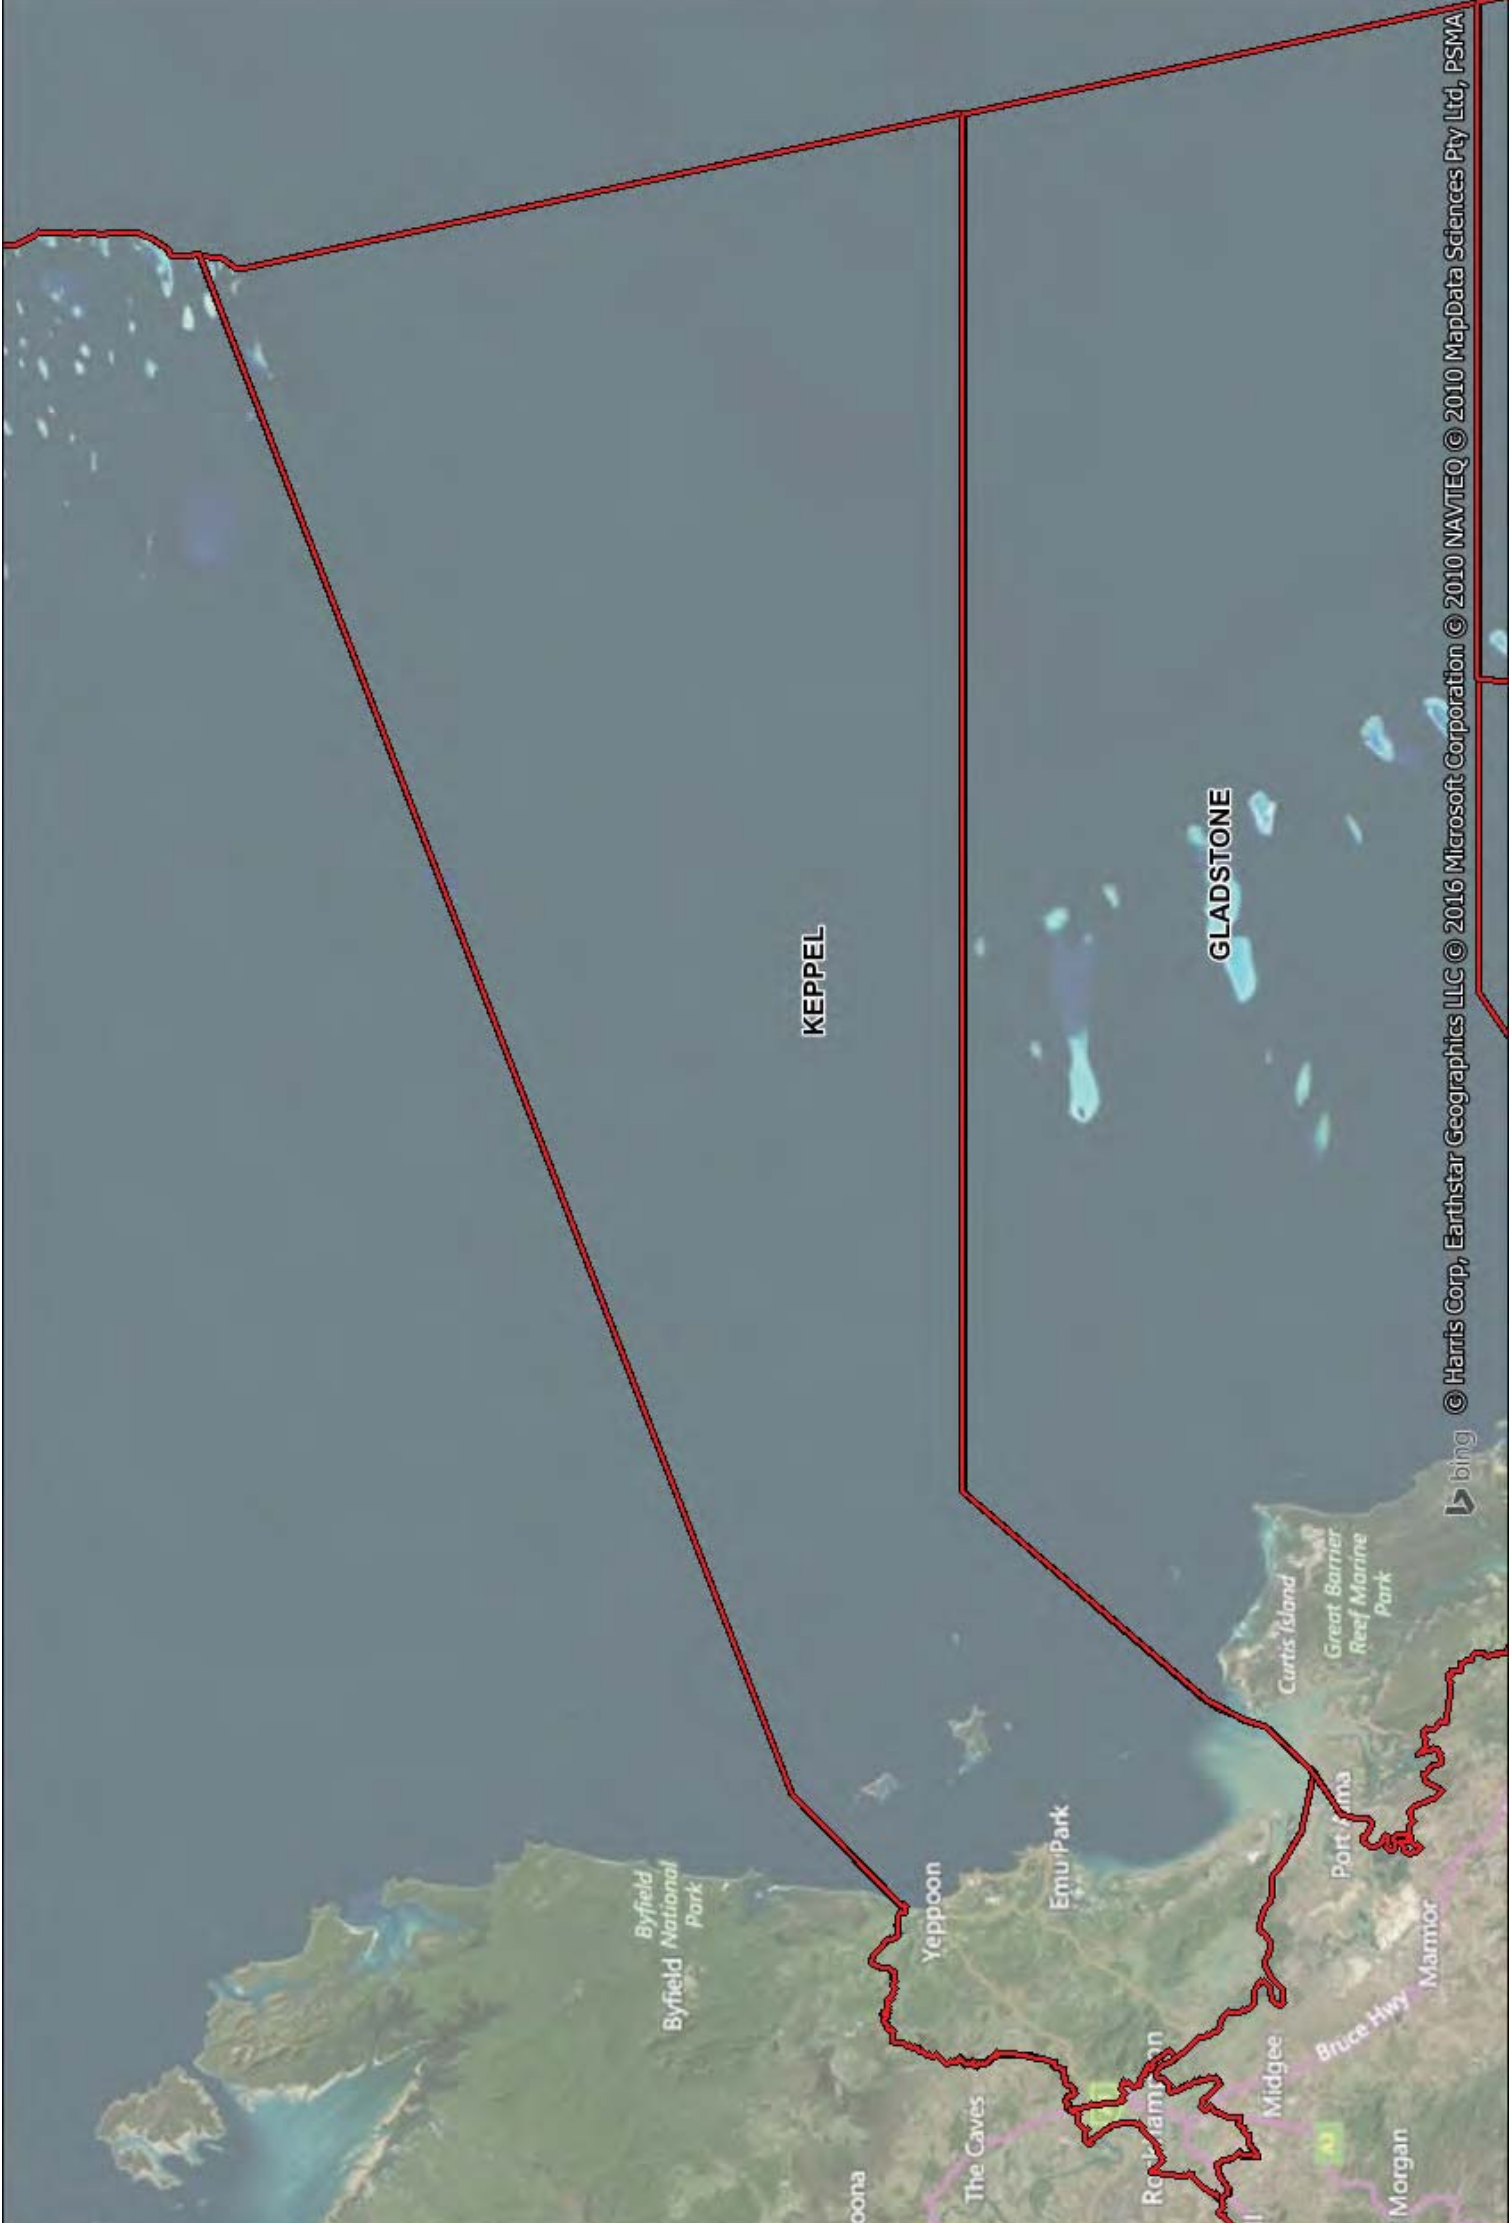 KEPPEL
GLADSTONE
Byfield
National
Park
Byfield
Yeppoon
Emu Park
The Caves
Midgee
Bruce Hwy
Marmor
Morgan
Curtis Island
Great Barrier
Reef Marine
Park
bing
© Harris Corp, Earthstar Geographics LLC © 2016 Microsoft Corporation © 2010 NAVTEQ © 2010 MapData Sciences Pty Ltd, PSMA